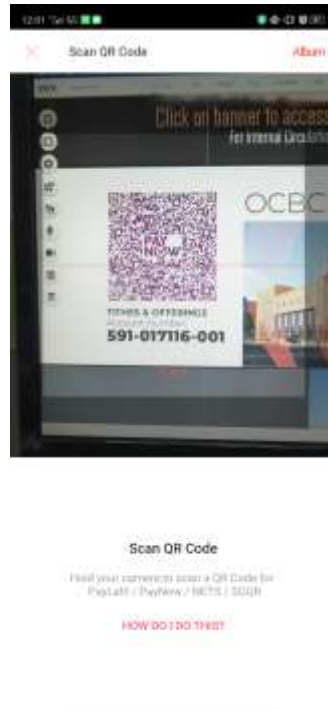 Scan QR Code
Album
Click on banner to access
For Internal Circulation
OCBC
PAY
NOW
TITHES & OFFERINGS
Account Number:
591-017116-001
Scan QR Code
Hold your camera to scan a QR Code for
PayLah! / PayNow / NETS / SGQR
HOW DO I DO THIS?